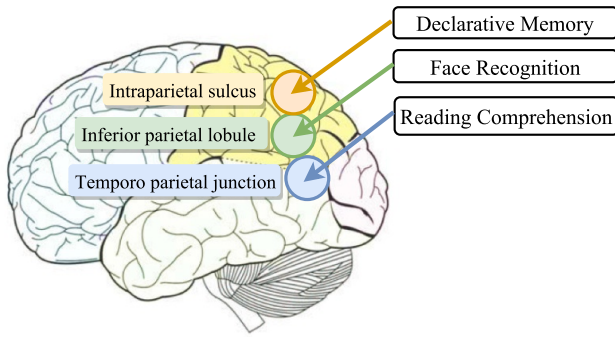 Declarative Memory
Face Recognition
Reading Comprehension
Intraparietal sulcus
Inferior parietal lobule
Temporo parietal junction